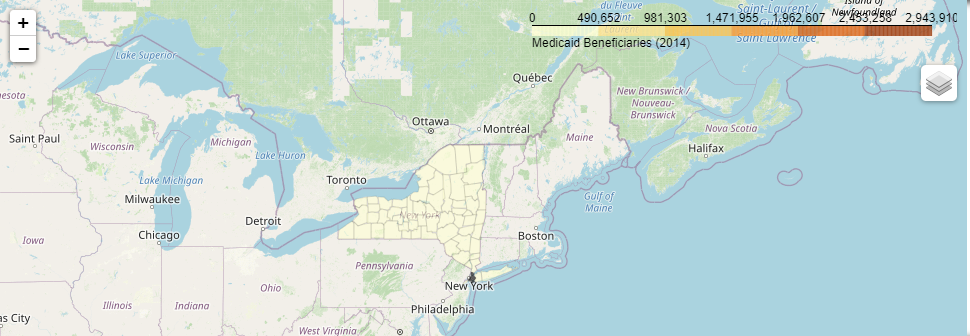 +
−
Island of
Newfoundland
du Fleuve
Saint-Laurent /
Saint Lawrence
0 490,652 981,303 1,471,955 1,962,607 2,453,258 2,943,910
Medicaid Beneficiaries (2014)
Lake Superior
Québec
New Brunswick /
Nouveau-
Brunswick
Ottawa
Montréal
Saint Paul
Wisconsin
Michigan
Maine
Nova Scotia
Halifax
Lake Huron
Lake Michigan
Toronto
Milwaukee
Gulf of
Maine
New York
Detroit
Chicago
Boston
Iowa
Pennsylvania
New York
Ohio
Illinois
Indiana
Philadelphia
West Virginia